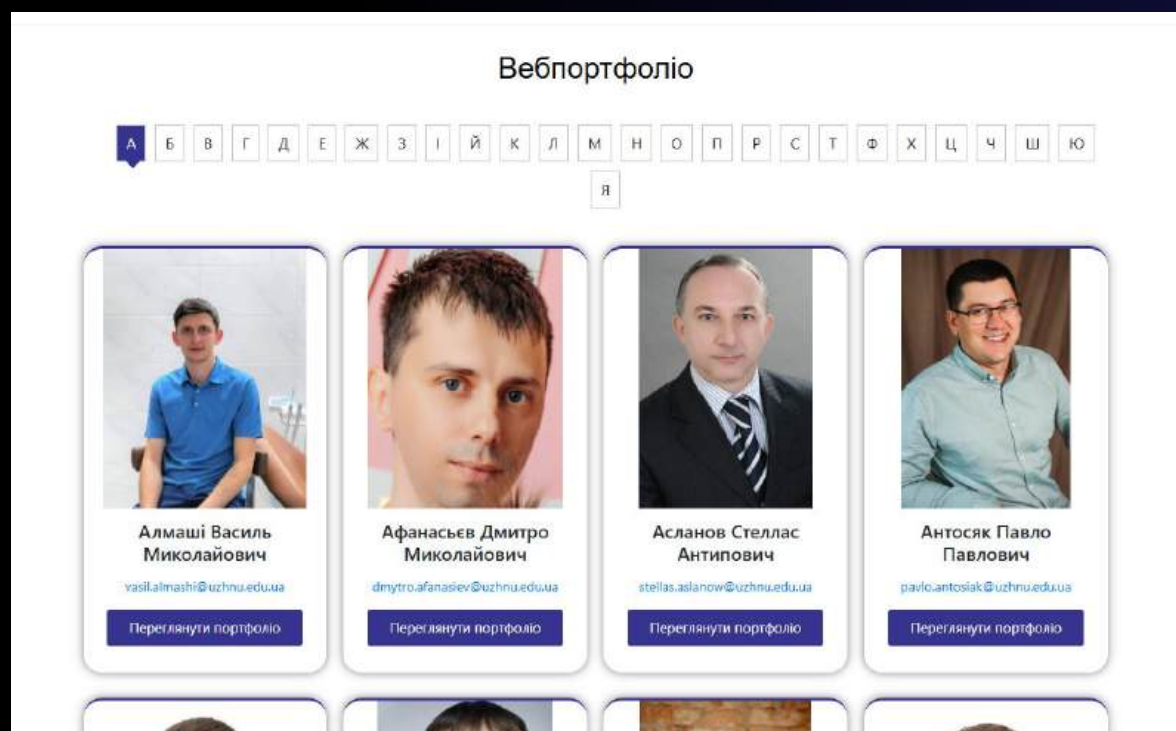 Вебпортфоліо
А Б В Г Д Е Ж З І Й К Л М Н О П Р С Т Ф Х Ц Ч Ш Ю
Я
Алмаші Василь
Миколайович
vasil.almashi@uzhnu.edu.ua
Переглянути портфоліо
Афанасьєв Дмитро
Миколайович
dmytro.afanasiev@uzhnu.edu.ua
Переглянути портфоліо
Асланов Стеллас
Антипович
stellas.aslanow@uzhnu.edu.ua
Переглянути портфоліо
Антосяк Павло
Павлович
pavlo.antosiak@uzhnu.edu.ua
Переглянути портфоліо